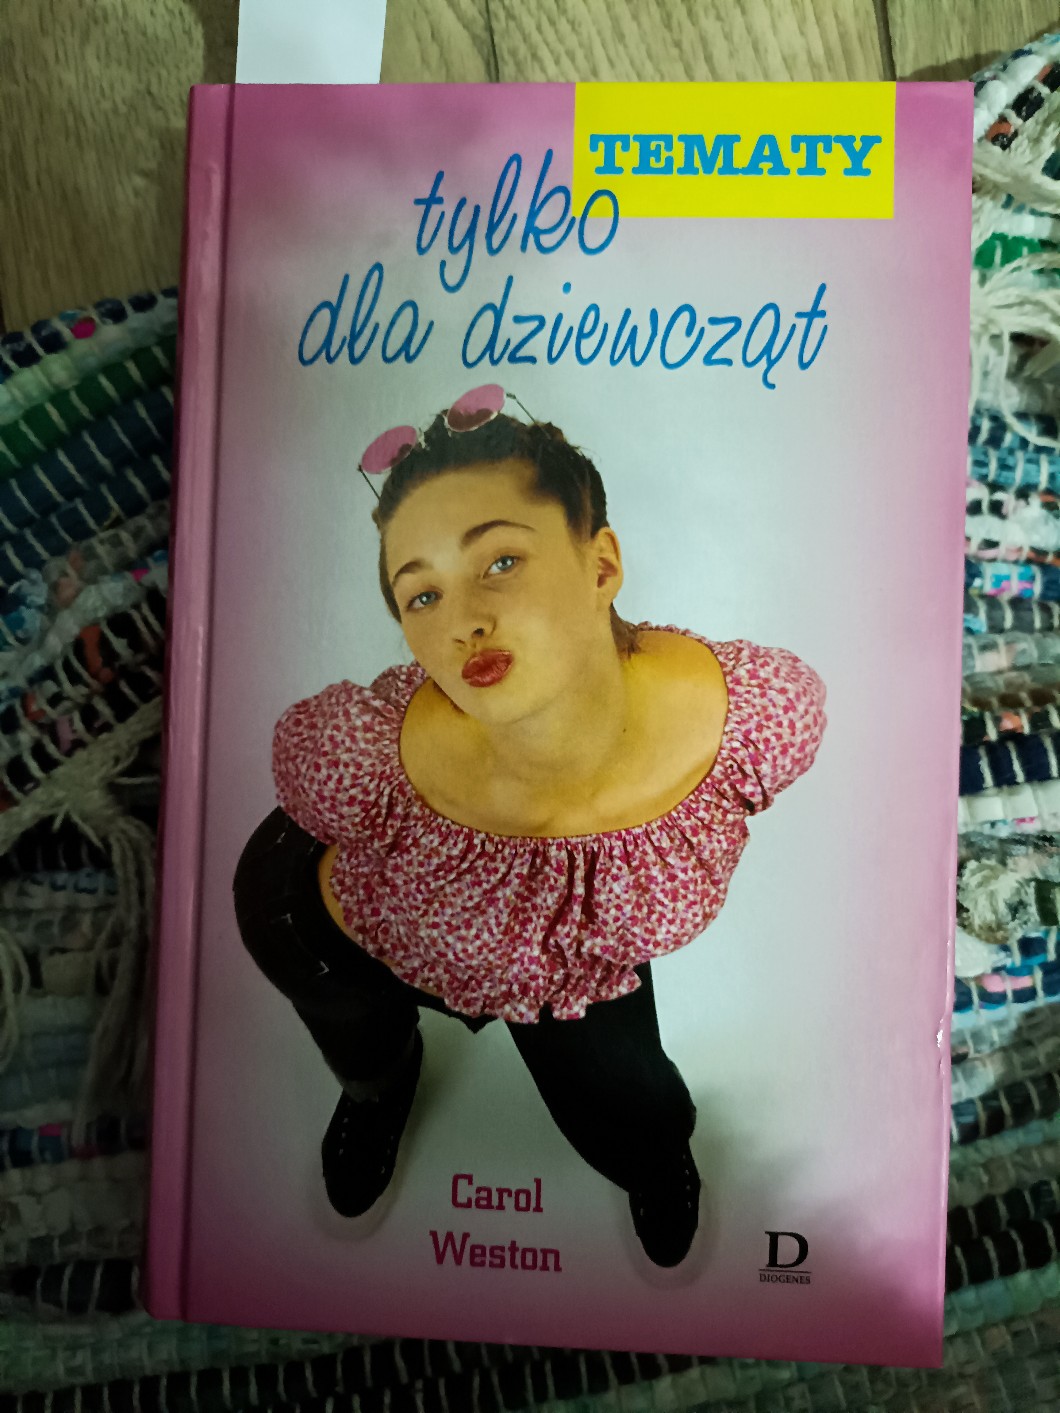 TEMATY
tylko
dla dziewcząt
Carol
Weston
D
DIOGENES